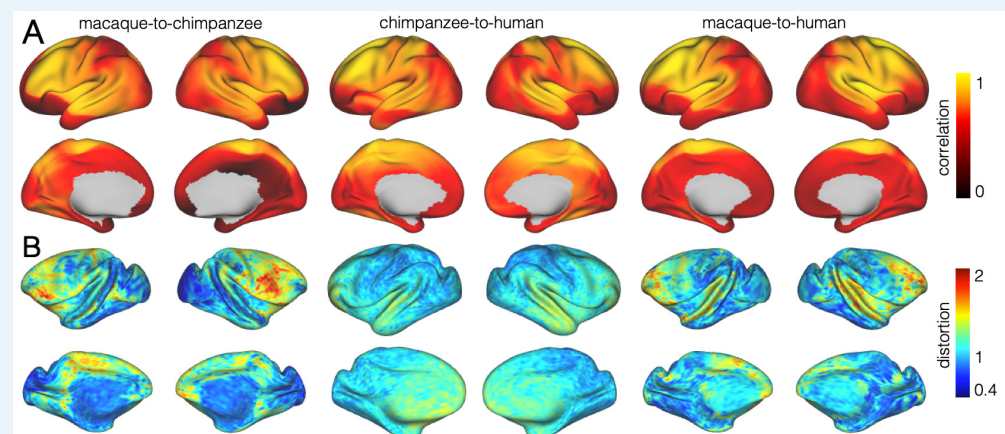 A
macaque-to-chimpanzee
chimpanzee-to-human
macaque-to-human
1
correlation
0
B
2
distortion
1
0.4